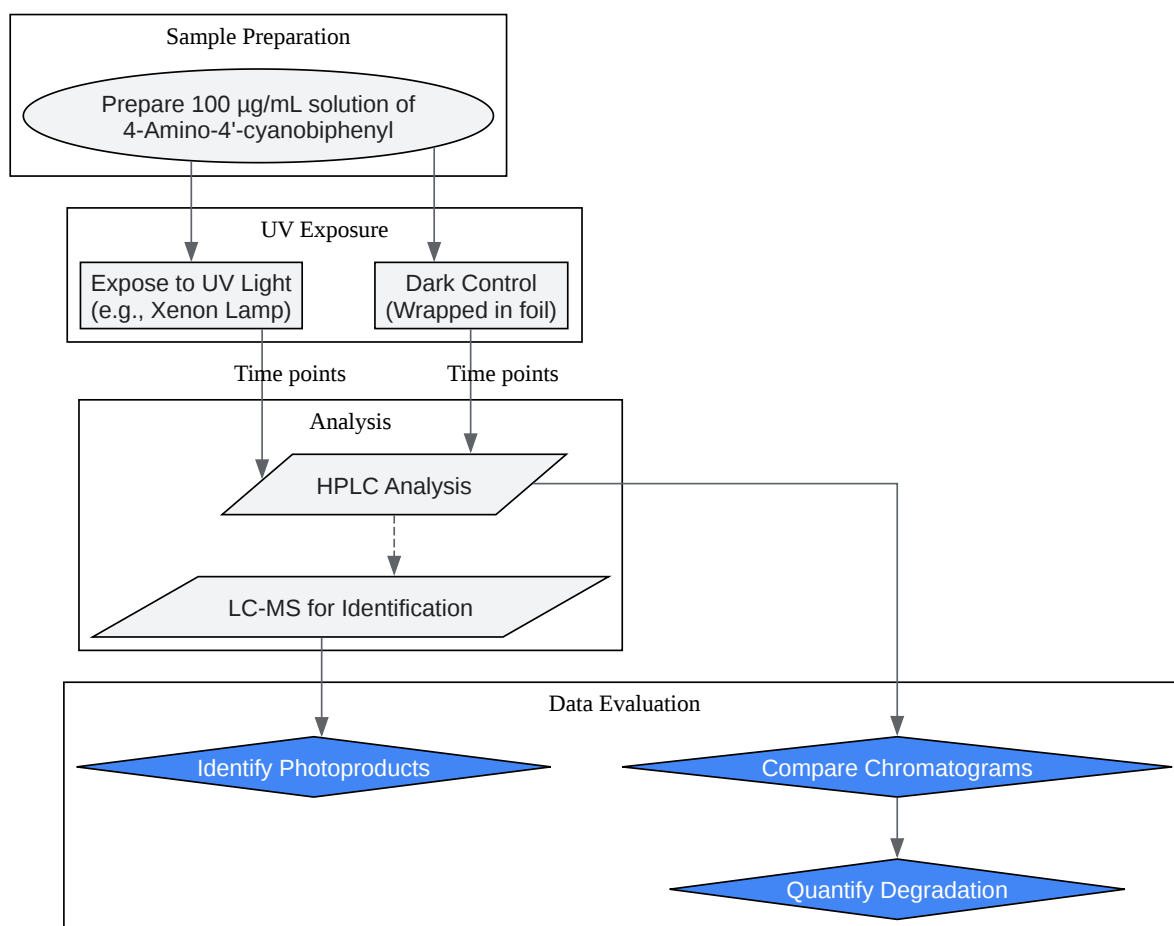 Sample Preparation
Prepare 100 µg/mL solution of
4-Amino-4'-cyanobiphenyl
UV Exposure
Expose to UV Light
(e.g., Xenon Lamp)
Dark Control
(Wrapped in foil)
Time points
Time points
Analysis
HPLC Analysis
LC-MS for Identification
Data Evaluation
Identify Photoproducts
Compare Chromatograms
Quantify Degradation